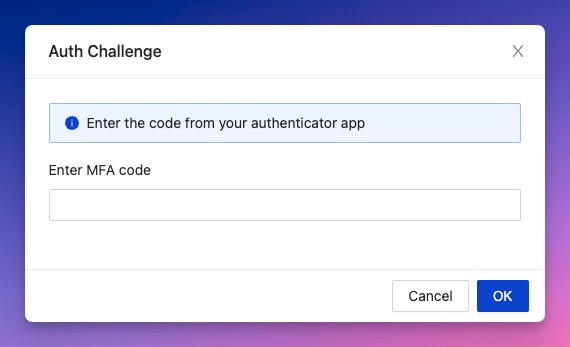 Auth Challenge
Enter the code from your authenticator app
Enter MFA code
Cancel
OK